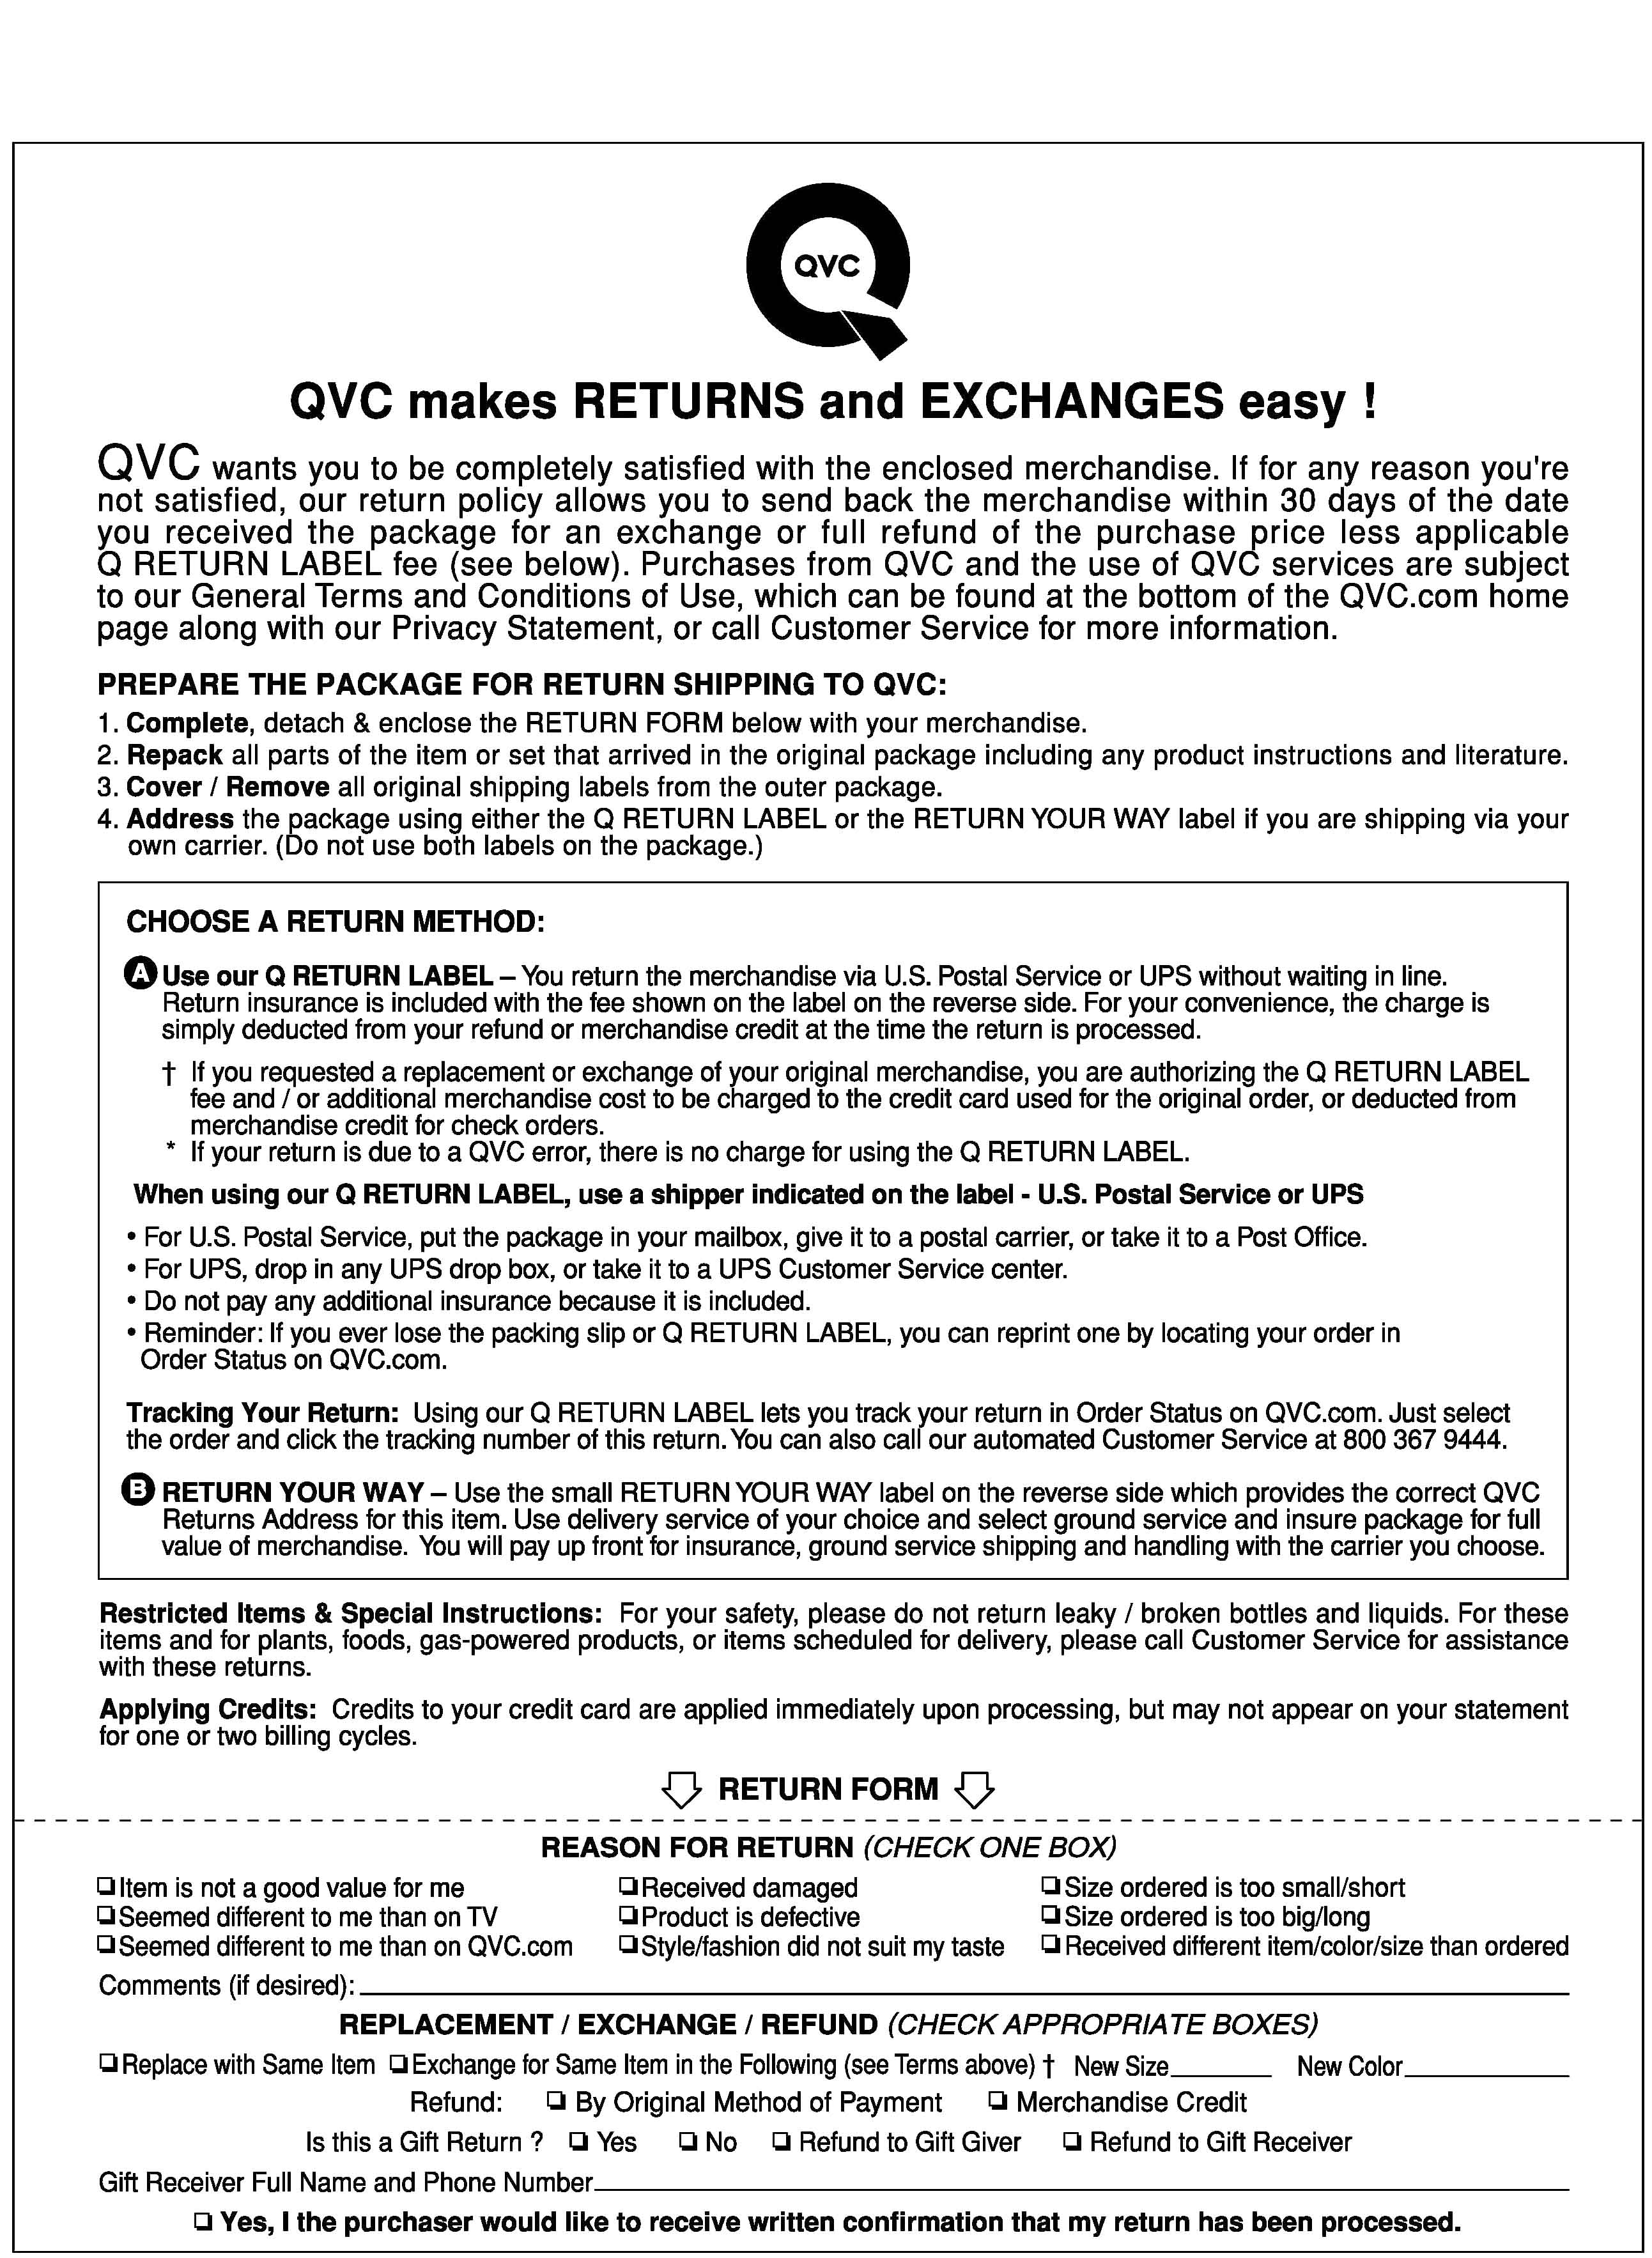 QVC
QVC makes RETURNS and EXCHANGES easy !
QVC wants you to be completely satisfied with the enclosed merchandise. If for any reason you're
not satisfied, our return policy allows you to send back the merchandise within 30 days of the date
you received the package for an exchange or full refund of the purchase price less applicable
Q RETURN LABEL fee (see below). Purchases from QVC and the use of QVC services are subject
to our General Terms and Conditions of Use, which can be found at the bottom of the QVC.com home
page along with our Privacy Statement, or call Customer Service for more information.
PREPARE THE PACKAGE FOR RETURN SHIPPING TO QVC:
1. Complete, detach & enclose the RETURN FORM below with your merchandise.
2. Repack all parts of the item or set that arrived in the original package including any product instructions and literature.
3. Cover / Remove all original shipping labels from the outer package.
4. Address the package using either the Q RETURN LABEL or the RETURN YOUR WAY label if you are shipping via your
own carrier. (Do not use both labels on the package.)
CHOOSE A RETURN METHOD:
A Use our Q RETURN LABEL – You return the merchandise via U.S. Postal Service or UPS without waiting in line.
Return insurance is included with the fee shown on the label on the reverse side. For your convenience, the charge is
simply deducted from your refund or merchandise credit at the time the return is processed.
† If you requested a replacement or exchange of your original merchandise, you are authorizing the Q RETURN LABEL
fee and / or additional merchandise cost to be charged to the credit card used for the original order, or deducted from
merchandise credit for check orders.
* If your return is due to a QVC error, there is no charge for using the Q RETURN LABEL.
When using our Q RETURN LABEL, use a shipper indicated on the label - U.S. Postal Service or UPS
• For U.S. Postal Service, put the package in your mailbox, give it to a postal carrier, or take it to a Post Office.
• For UPS, drop in any UPS drop box, or take it to a UPS Customer Service center.
• Do not pay any additional insurance because it is included.
• Reminder: If you ever lose the packing slip or Q RETURN LABEL, you can reprint one by locating your order in
Order Status on QVC.com.
Tracking Your Return: Using our Q RETURN LABEL lets you track your return in Order Status on QVC.com. Just select
the order and click the tracking number of this return. You can also call our automated Customer Service at 800 367 9444.
B RETURN YOUR WAY – Use the small RETURN YOUR WAY label on the reverse side which provides the correct QVC
Returns Address for this item. Use delivery service of your choice and select ground service and insure package for full
value of merchandise. You will pay up front for insurance, ground service shipping and handling with the carrier you choose.
Restricted Items & Special Instructions: For your safety, please do not return leaky / broken bottles and liquids. For these
items and for plants, foods, gas-powered products, or items scheduled for delivery, please call Customer Service for assistance
with these returns.
Applying Credits: Credits to your credit card are applied immediately upon processing, but may not appear on your statement
for one or two billing cycles.
RETURN FORM
REASON FOR RETURN (CHECK ONE BOX)
❏ Item is not a good value for me ❏ Received damaged ❏ Size ordered is too small/short
❏ Seemed different to me than on TV ❏ Product is defective ❏ Size ordered is too big/long
❏ Seemed different to me than on QVC.com ❏ Style/fashion did not suit my taste ❏ Received different item/color/size than ordered
Comments (if desired):
REPLACEMENT / EXCHANGE / REFUND (CHECK APPROPRIATE BOXES)
❏ Replace with Same Item ❏ Exchange for Same Item in the Following (see Terms above) † New Size New Color
Refund: ❏ By Original Method of Payment ❏ Merchandise Credit
Is this a Gift Return ? ❏ Yes ❏ No ❏ Refund to Gift Giver ❏ Refund to Gift Receiver
Gift Receiver Full Name and Phone Number
❏ Yes, I the purchaser would like to receive written confirmation that my return has been processed.